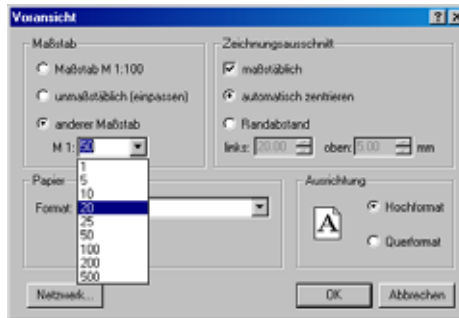 Voransicht
Maßstab
Maßstab M 1:100
unmaßstäblich (einpassen)
anderer Maßstab
M 1: 50
1
5
10
20
25
50
100
200
500
Zeichnungsausschnitt
maßstäblich
automatisch zentrieren
Randabstand
links: 20.00 oben: 5.00 mm
Papier
Format:
Ausrichtung
A
Hochformat
Querformat
Netzwerk...
OK
Abbrechen